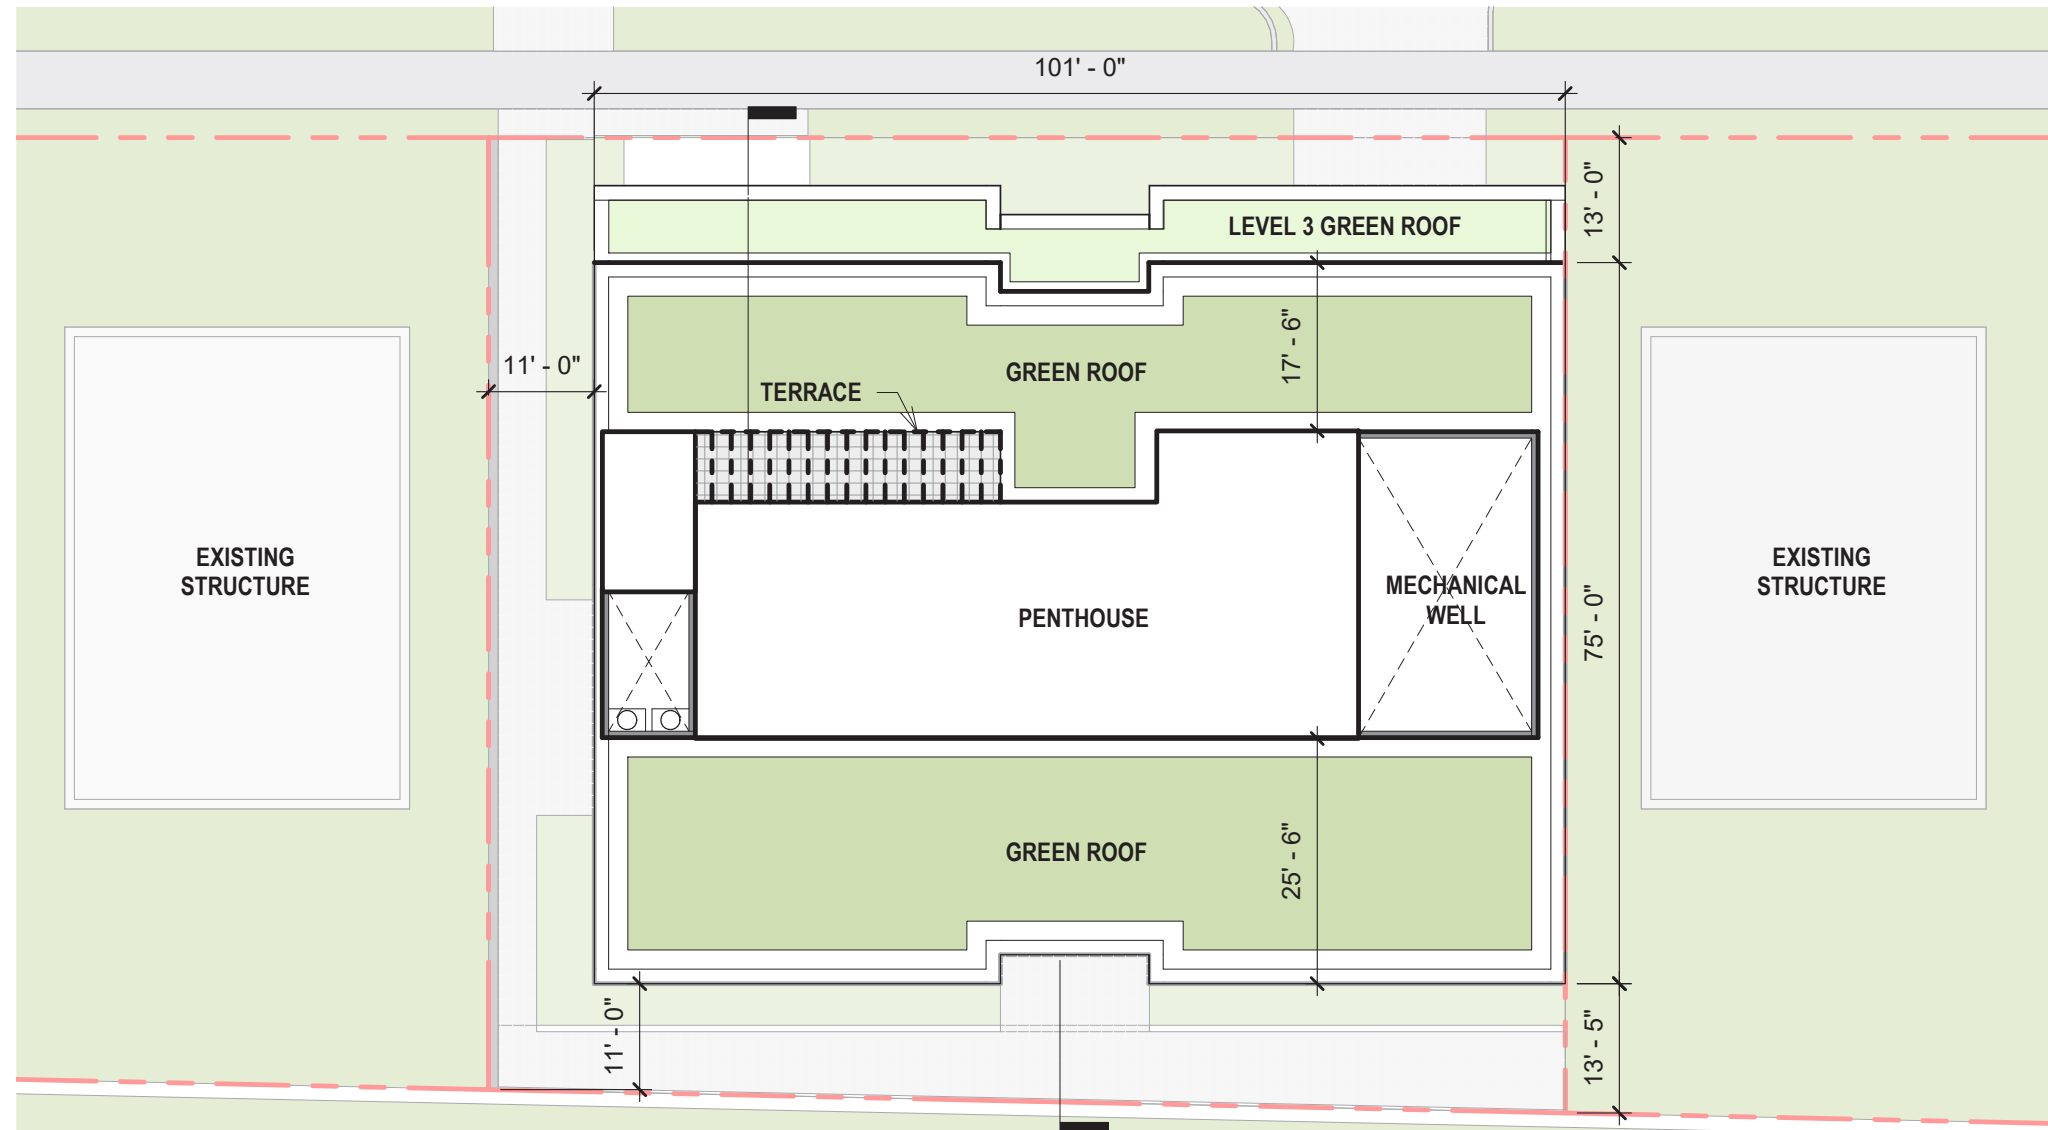 101' - 0"
13' - 0"
LEVEL 3 GREEN ROOF
17' - 6"
11' - 0"
GREEN ROOF
TERRACE
EXISTING
STRUCTURE
PENTHOUSE
MECHANICAL
WELL
75' - 0"
EXISTING
STRUCTURE
GREEN ROOF
25' - 6"
11' - 0"
13' - 5"